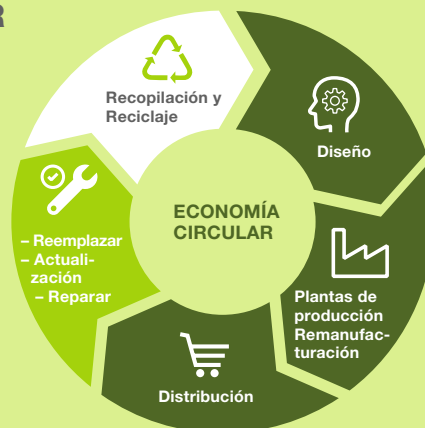 R
Recopilación y
Reciclaje
Diseño
ECONOMÍA
CIRCULAR
– Reemplazar
– Actuali-
zación
– Reparar
Plantas de
producción
Remanufac-
turación
Distribución